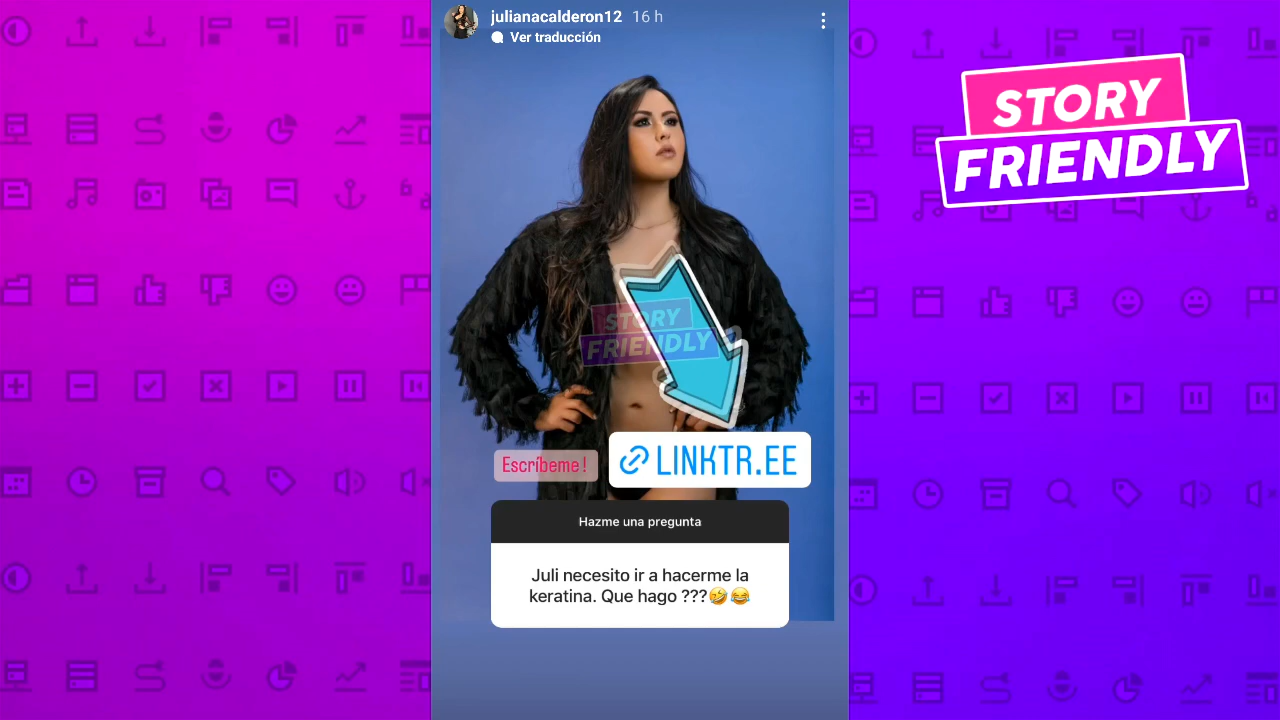 julianacalderon12 16 h
Ver traducción
STORY
FRIENDLY
STORY
FRIENDLY
Escríbeme!
LINKTR.EE
Hazme una pregunta
Juli necesito ir a hacerme la
keratina. Que hago ???🤣😂